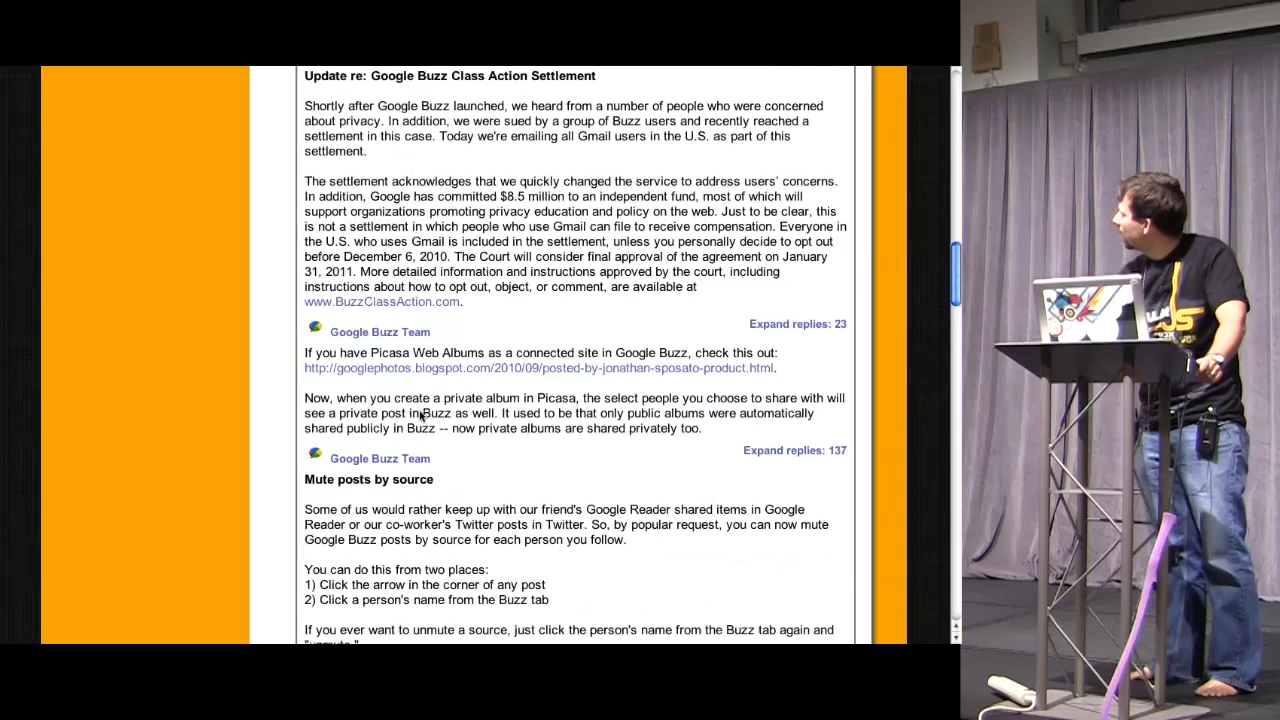 Update re: Google Buzz Class Action Settlement
Shortly after Google Buzz launched, we heard from a number of people who were concerned
about privacy. In addition, we were sued by a group of Buzz users and recently reached a
settlement in this case. Today we're emailing all Gmail users in the U.S. as part of this
settlement.
The settlement acknowledges that we quickly changed the service to address users' concerns.
In addition, Google has committed $8.5 million to an independent fund, most of which will
support organizations promoting privacy education and policy on the web. Just to be clear, this
is not a settlement in which people who use Gmail can file to receive compensation. Everyone in
the U.S. who uses Gmail is included in the settlement, unless you personally decide to opt out
before December 6, 2010. The Court will consider final approval of the agreement on January
31, 2011. More detailed information and instructions approved by the court, including
instructions about how to opt out, object, or comment, are available at
www.BuzzClassAction.com.
Expand replies: 23
Google Buzz Team
If you have Picasa Web Albums as a connected site in Google Buzz, check this out:
http://googlephotos.blogspot.com/2010/09/posted-by-jonathan-sposato-product.html.
Now, when you create a private album in Picasa, the select people you choose to share with will
see a private post in Buzz as well. It used to be that only public albums were automatically
shared publicly in Buzz -- now private albums are shared privately too.
Expand replies: 137
Google Buzz Team
Mute posts by source
Some of us would rather keep up with our friend's Google Reader shared items in Google
Reader or our co-worker's Twitter posts in Twitter. So, by popular request, you can now mute
Google Buzz posts by source for each person you follow.
You can do this from two places:
1) Click the arrow in the corner of any post
2) Click a person's name from the Buzz tab
If you ever want to unmute a source, just click the person's name from the Buzz tab again and
"unmute."